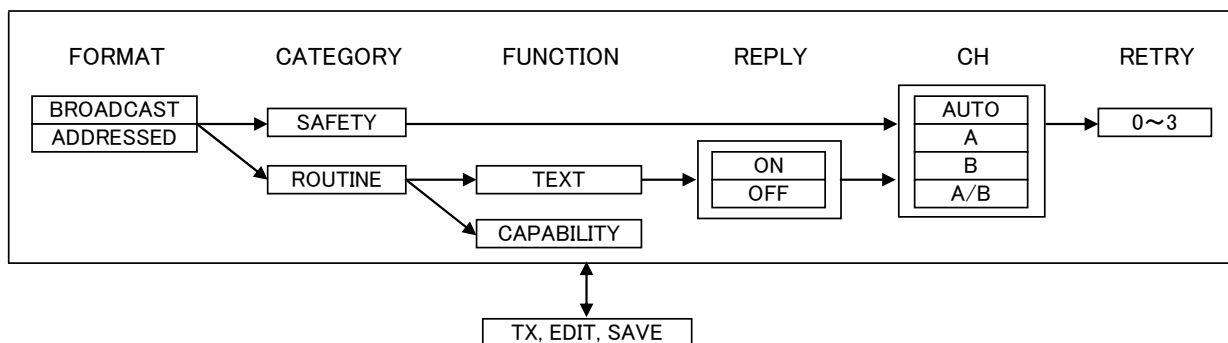 FORMAT CATEGORY FUNCTION REPLY CH RETRY
BROADCAST
ADDRESSED
SAFETY
ROUTINE
TEXT
CAPABILITY
ON
OFF
AUTO
A
B
A/B
0～3
TX, EDIT, SAVE